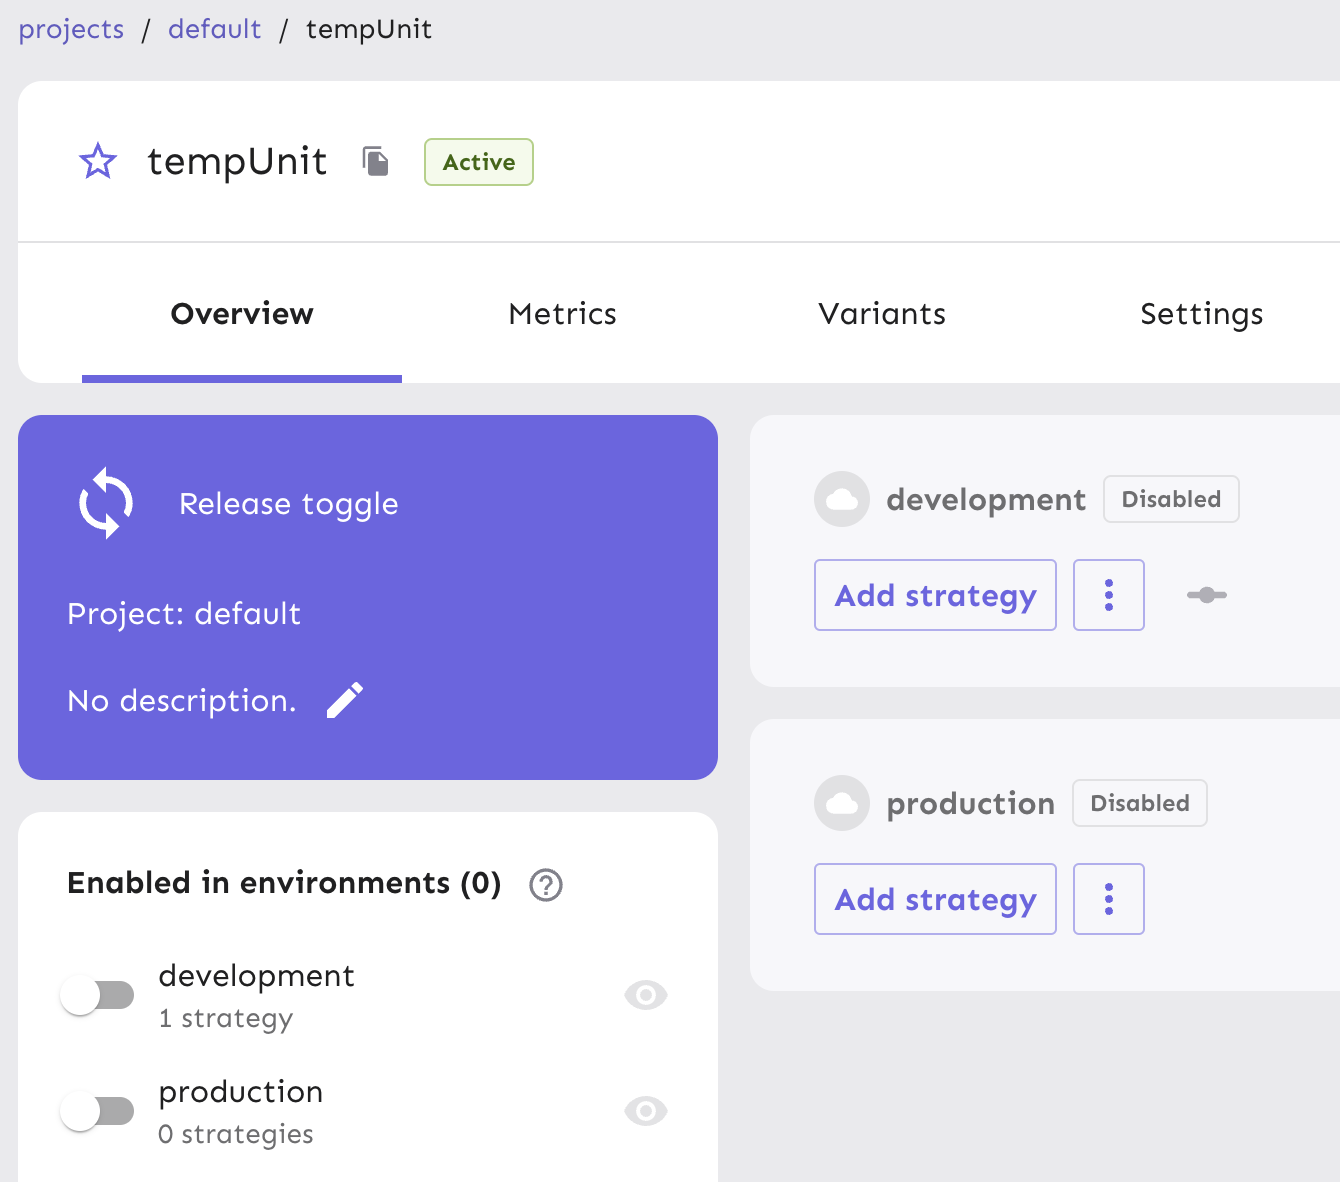 projects / default / tempUnit
tempUnit
Active
Overview
Metrics
Variants
Settings
Release toggle
Project: default
No description.
Enabled in environments (0)
development
1 strategy
production
0 strategies
development Disabled
Add strategy
production Disabled
Add strategy